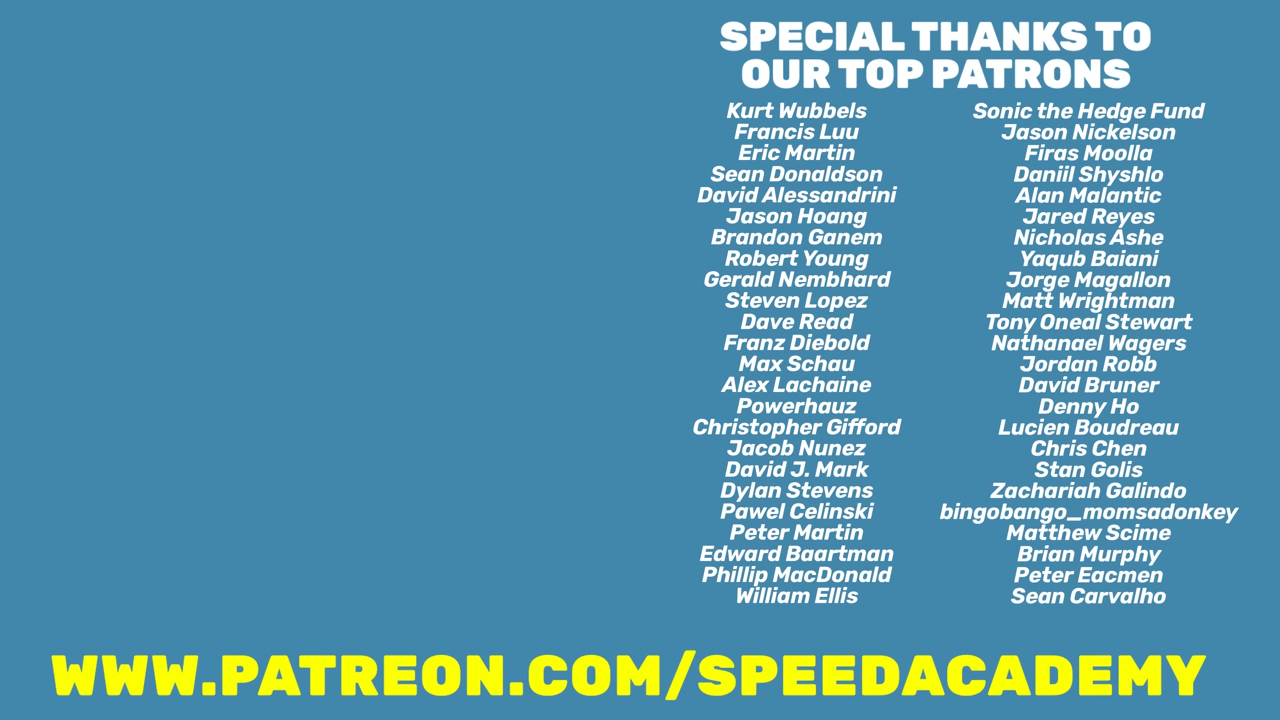 SPECIAL THANKS TO
OUR TOP PATRONS
Kurt Wubbels
Francis Luu
Eric Martin
Sean Donaldson
David Alessandrini
Jason Hoang
Brandon Ganem
Robert Young
Gerald Nembhard
Steven Lopez
Dave Read
Franz Diebold
Max Schau
Alex Lachaine
Powerhauz
Christopher Gifford
Jacob Nunez
David J. Mark
Dylan Stevens
Pawel Celinski
Peter Martin
Edward Baartman
Phillip MacDonald
William Ellis
Sonic the Hedge Fund
Jason Nickelson
Firas Moolla
Daniil Shyshlo
Alan Malantic
Jared Reyes
Nicholas Ashe
Yaqub Baiani
Jorge Magallon
Matt Wrightman
Tony Oneal Stewart
Nathanael Wagers
Jordan Robb
David Bruner
Denny Ho
Lucien Boudreau
Chris Chen
Stan Golis
Zachariah Galindo
bingobango_momsadonkey
Matthew Scime
Brian Murphy
Peter Eacmen
Sean Carvalho
WWW.PATREON.COM/SPEEDACADEMY